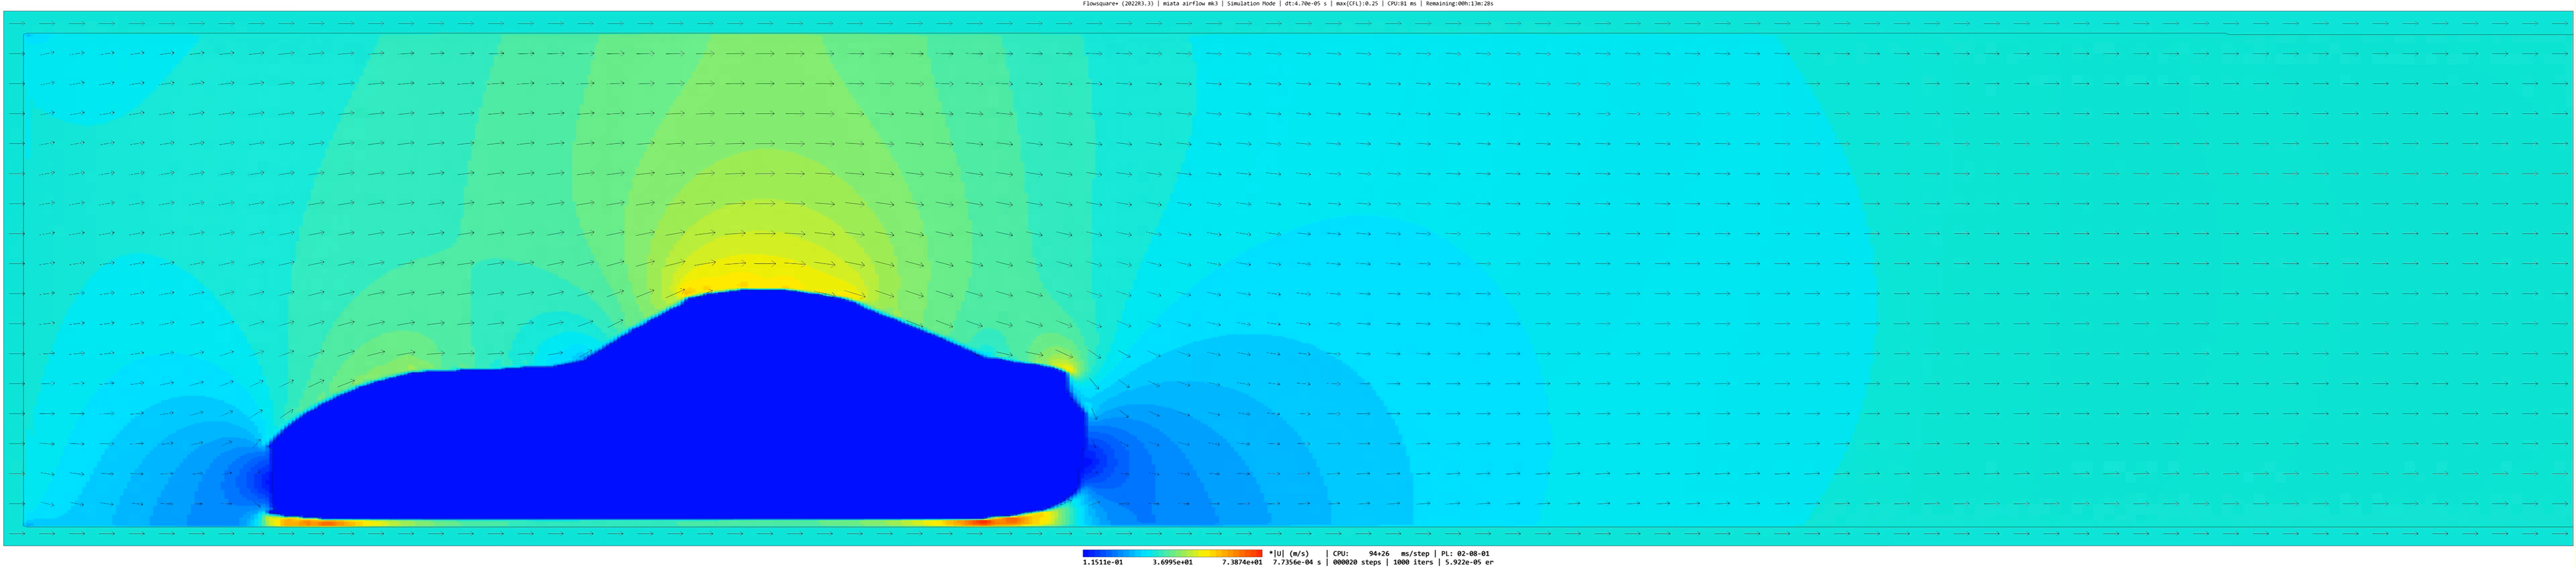 Flowsquare+ (2022R3.3) | miata airflow mk3 | Simulation Mode | dt:4.70e-05 s | max{CFL}:0.25 | CPU:81 ms | Remaining:00h:13m:28s
*|U| (m/s) | CPU: 94+26 ms/step | PL: 02-08-01
1.1511e-01 3.6995e+01 7.3874e+01 7.7356e-04 s | 000020 steps | 1000 iters | 5.922e-05 er